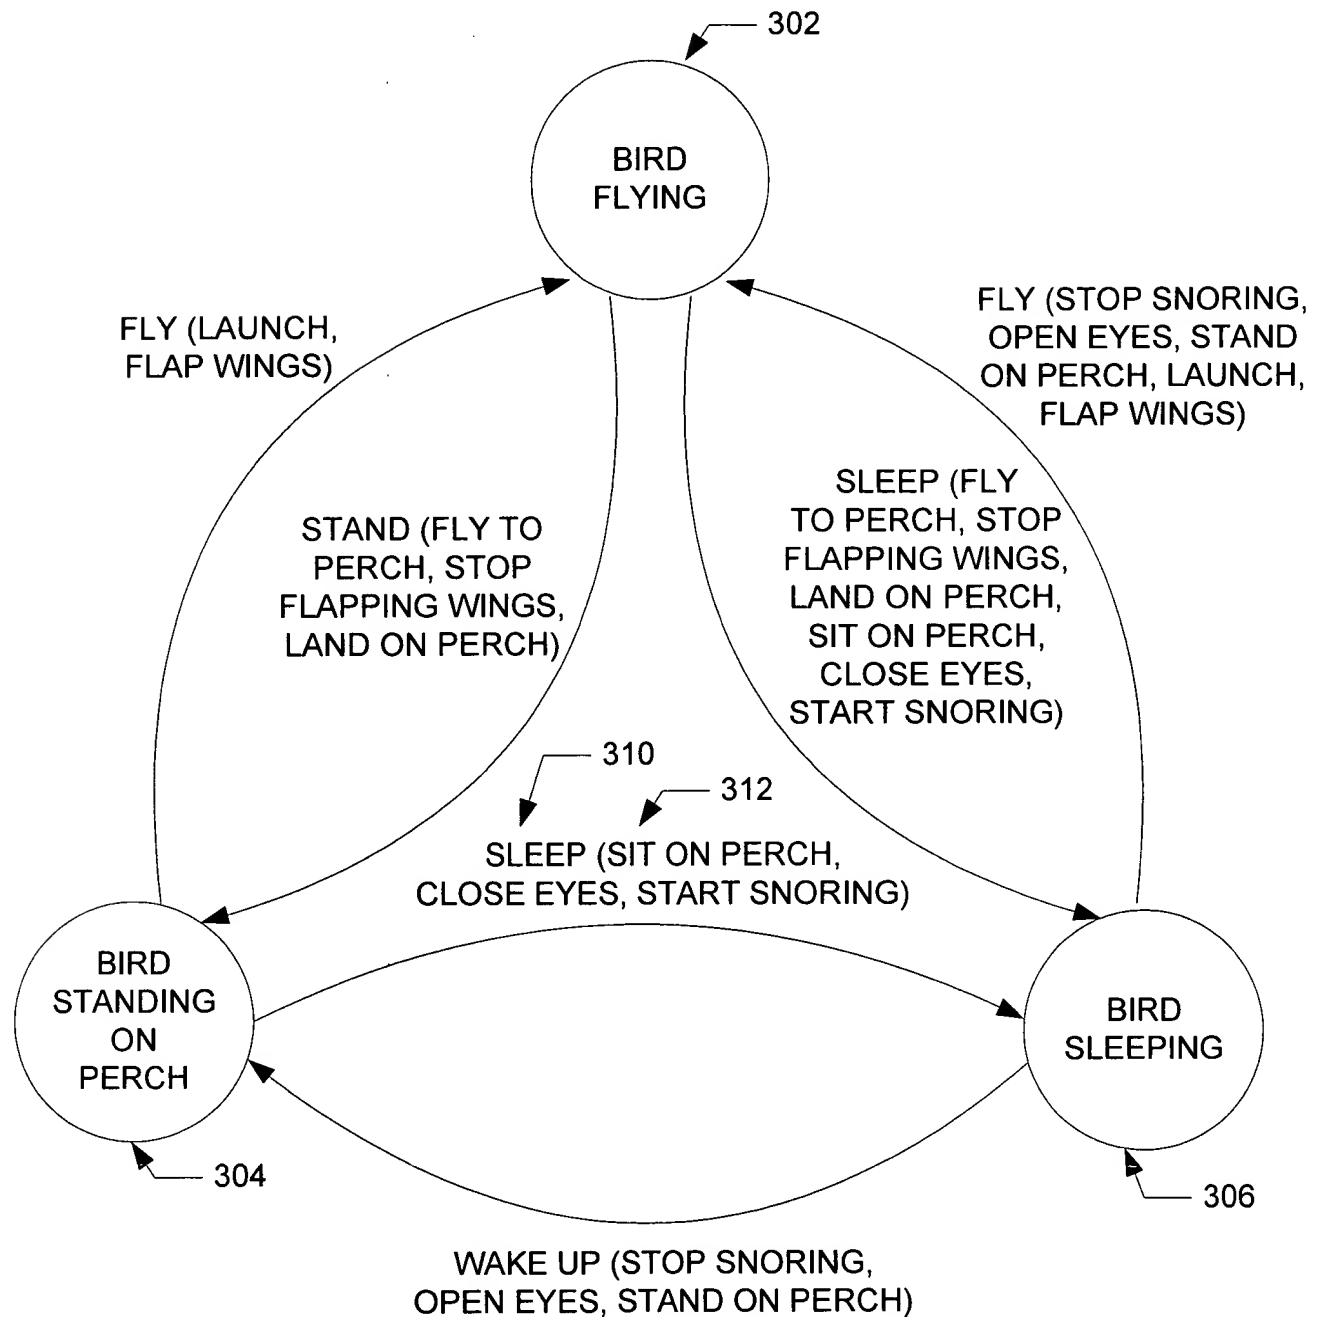 302
BIRD
FLYING
FLY (LAUNCH,
FLAP WINGS)
FLY (STOP SNORING,
OPEN EYES, STAND
ON PERCH, LAUNCH,
FLAP WINGS)
STAND (FLY TO
PERCH, STOP
FLAPPING WINGS,
LAND ON PERCH)
SLEEP (FLY
TO PERCH, STOP
FLAPPING WINGS,
LAND ON PERCH,
SIT ON PERCH,
CLOSE EYES,
START SNORING)
310
312
SLEEP (SIT ON PERCH,
CLOSE EYES, START SNORING)
BIRD
STANDING
ON
PERCH
304
BIRD
SLEEPING
306
WAKE UP (STOP SNORING,
OPEN EYES, STAND ON PERCH)